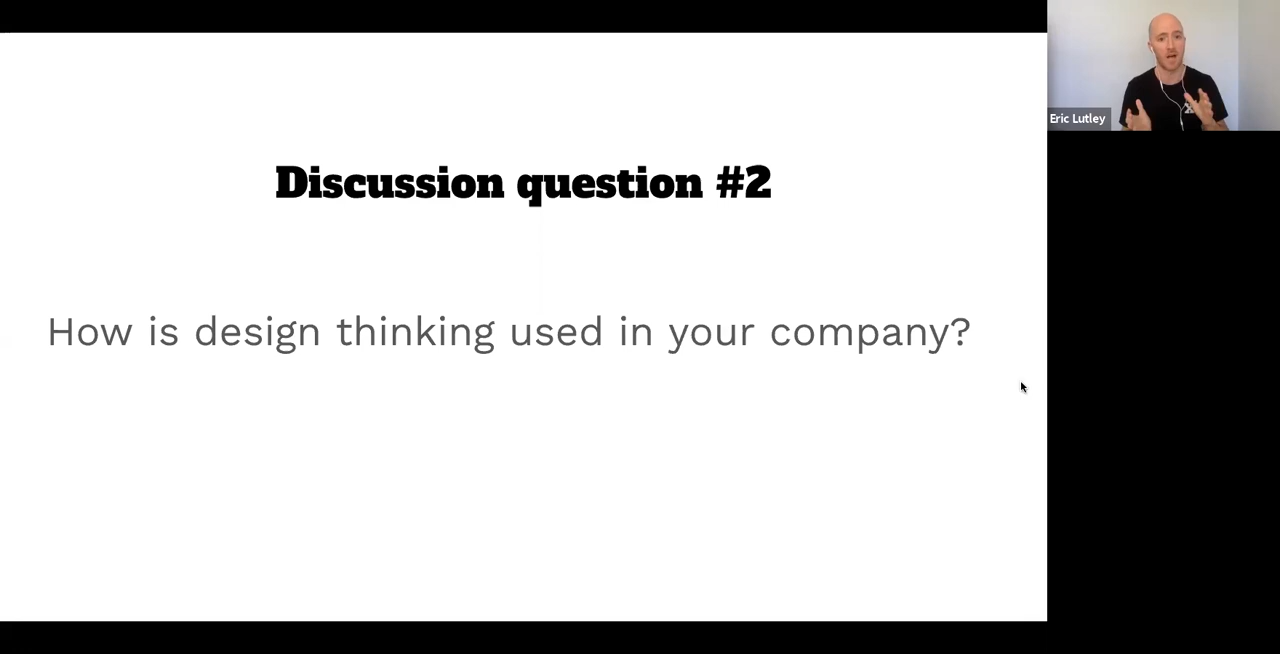 Discussion question #2
How is design thinking used in your company?
Eric Lutley